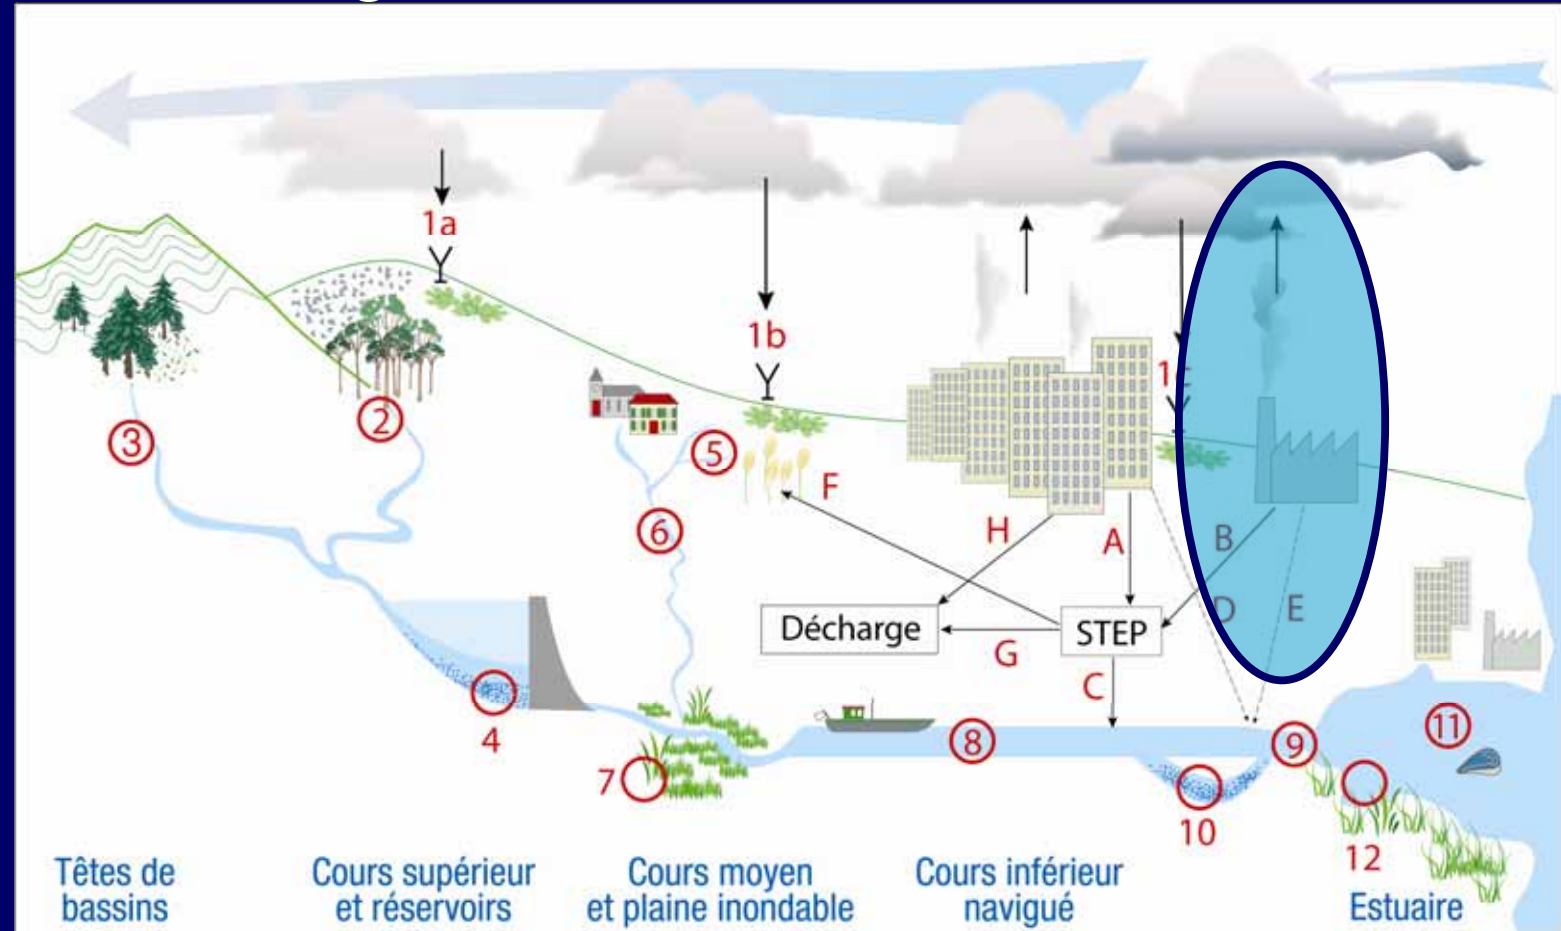 1a
1b
3
2
5
F
6
H
A
B
Décharge
STEP
D
E
G
C
4
7
8
9
11
10
12
Têtes de
bassins
Cours supérieur
et réservoirs
Cours moyen
et plaine inondable
Cours inférieur
navigué
Estuaire